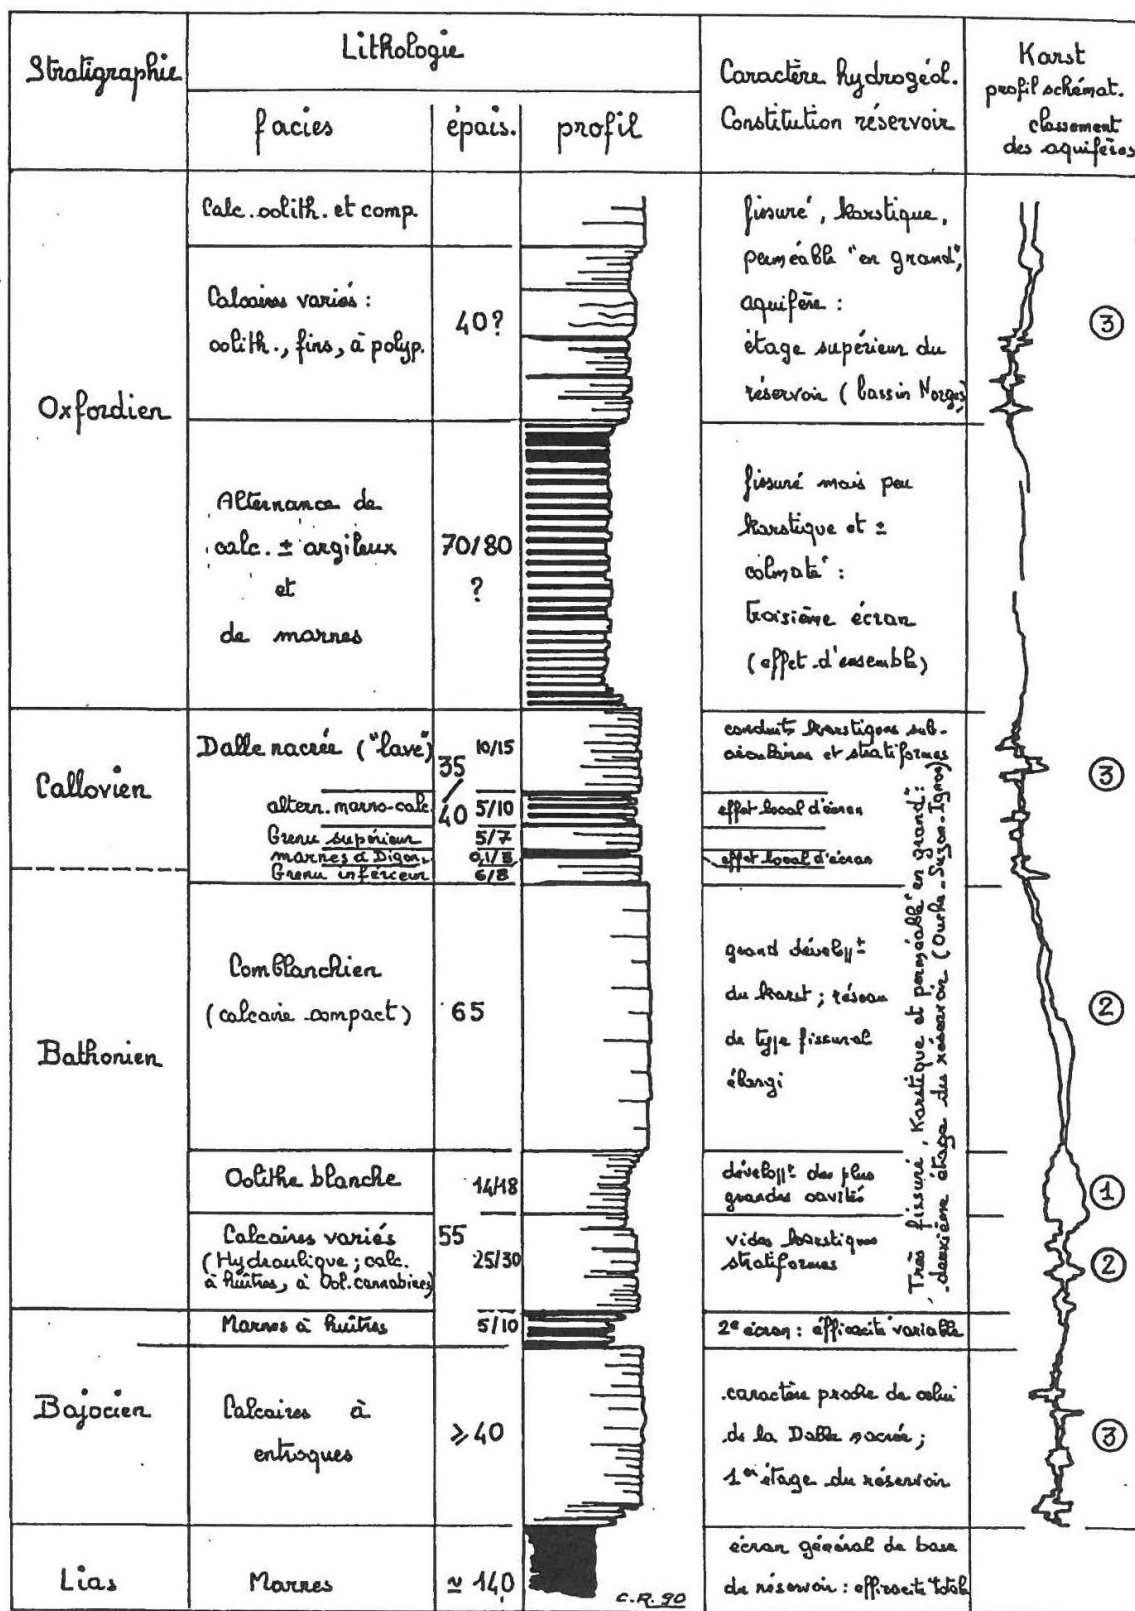 Stratigraphie
Lithologie
facies
épais.
profil
Caractère hydrogéol.
Constitution réservoir
Karst
profil schémat.
classement
des aquifères
Oxfordien
Calc. oolith. et comp.
Calcaires variés :
oolith., fins, à polyp.
40?
fissuré, karstique,
perméable "en grand",
aquifère :
étage supérieur du
réservoir (bassin Norges)
3
Alternance de
calc. ± argileux
et
de marnes
70/80
?
fissuré mais peu
karstique et ±
colmaté :
troisième écran
(effet d'ensemble)
Callovien
Dalle nacrée ("lave")
10/15
35
/
40
conduits karstiques sub-
circulaires et stratiformes
3
altern. marno-calc.
5/10
effet local d'écran
Grenu supérieur
5/7
marnes à Digon.
0,1/3
effet local d'écran
Grenu inférieur
6/8
Bathonien
Comblanchien
(calcaire compact)
65
grand développt
du karst ; réseau
de type fissural
élargi
2
Très fissuré, Karstique et perméable "en grand":
deuxième étage du réservoir (Ouche-Suzon-Ignon)
Oolithe blanche
14/18
développt des plus
grandes cavités
1
Calcaires variés
(Hydraulique ; calc.
à huîtres, à Ool. cannabines)
55
25/30
vides karstiques
stratiformes
2
Marnes à huîtres
5/10
2e écran : efficacité variable
Bajocien
Calcaires à
entroques
⩾ 40
caractère proche de celui
de la Dalle nacrée ;
1er étage du réservoir
3
Lias
Marnes
≃ 140
C.R. 90
écran général de base
du réservoir : efficacité totale